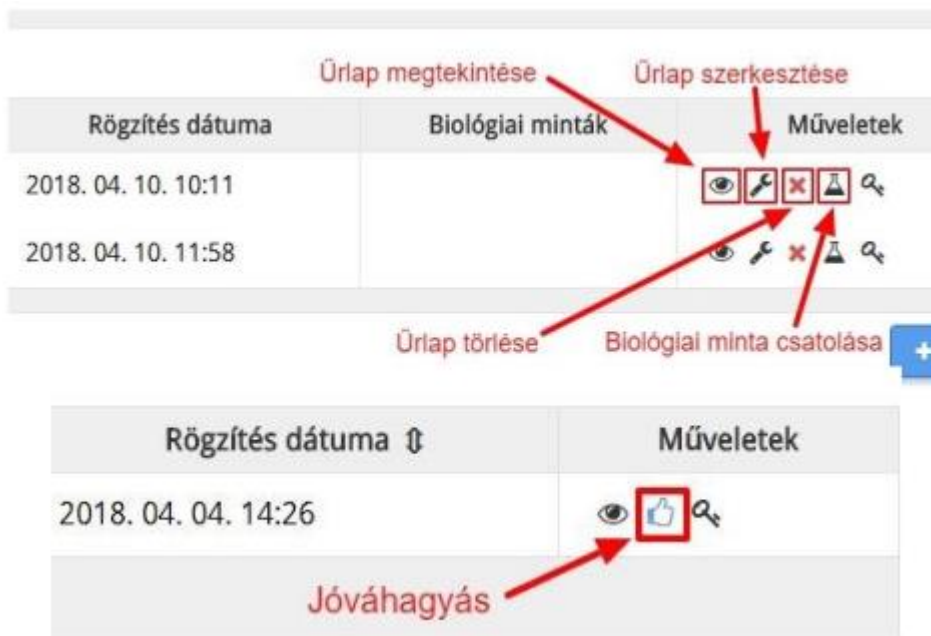 Űrlap megtekintése Űrlap szerkesztése
Rögzítés dátuma Biológiai minták Műveletek
2018. 04. 10. 10:11
2018. 04. 10. 11:58
Űrlap törlése Biológiai minta csatolása
Rögzítés dátuma ⇕ Műveletek
2018. 04. 04. 14:26
Jóváhagyás